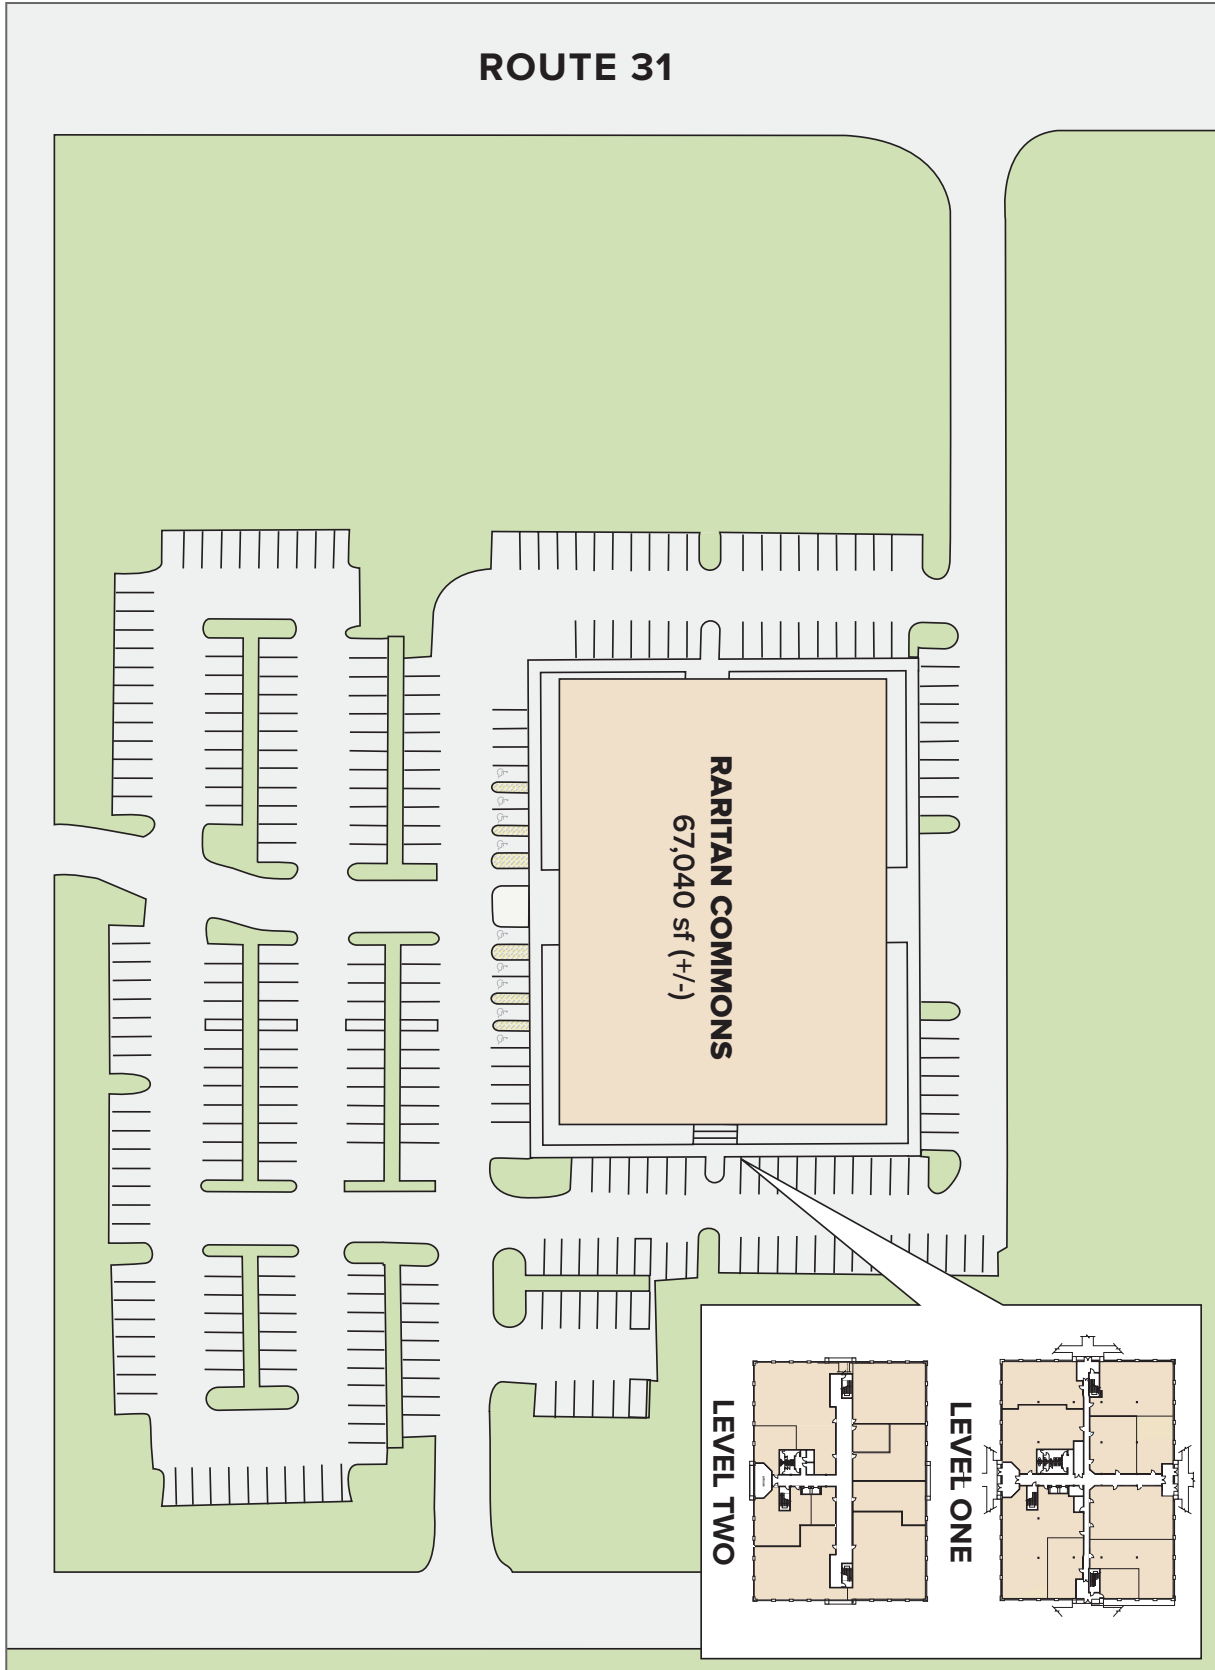 ROUTE 31
RARITAN COMMONS
67,040 sf (+/-)
LEVEL TWO
LEVEL ONE